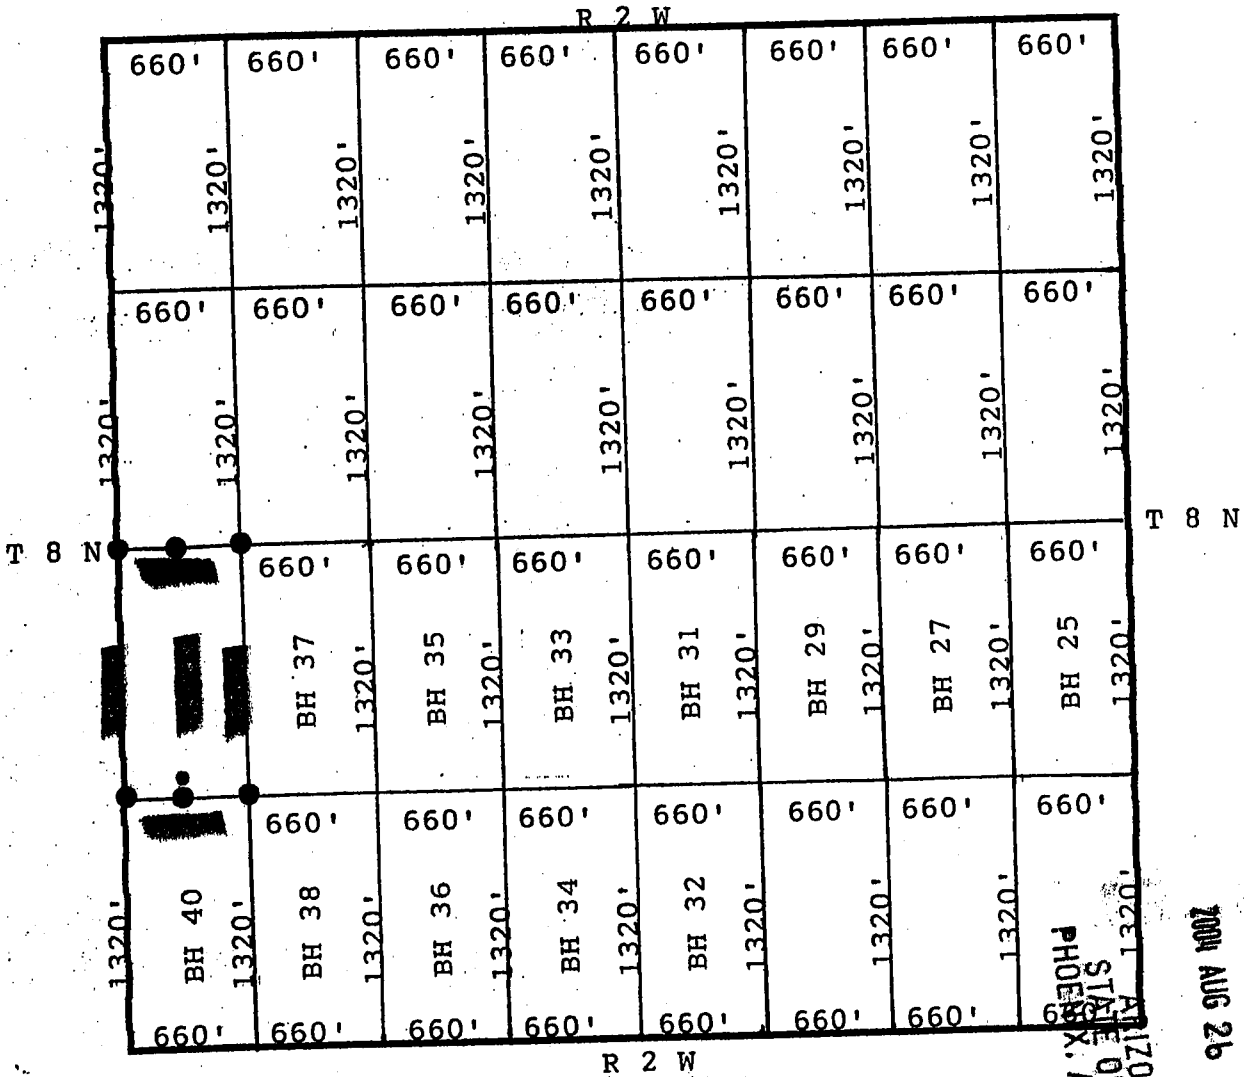 R 2 W
660' 660' 660' 660' 660' 660' 660' 660'
1320' 1320' 1320' 1320' 1320' 1320' 1320' 1320' 1320'
660' 660' 660' 660' 660' 660' 660' 660'
1320' 1320' 1320' 1320' 1320' 1320' 1320' 1320' 1320'
T 8 N
T 8 N
660' 660' 660' 660' 660' 660' 660'
BH 37 1320' BH 35 1320' BH 33 1320' BH 31 1320' BH 29 1320' BH 27 1320' BH 25 1320'
660' 660' 660' 660' 660' 660' 660'
1320' BH 40 1320' BH 38 1320' BH 36 1320' BH 34 1320' BH 32 1320' 1320' 1320' 1320'
660' 660' 660' 660' 660' 660' 660'
R 2 W
2004 AUG 26
PHOENIX,